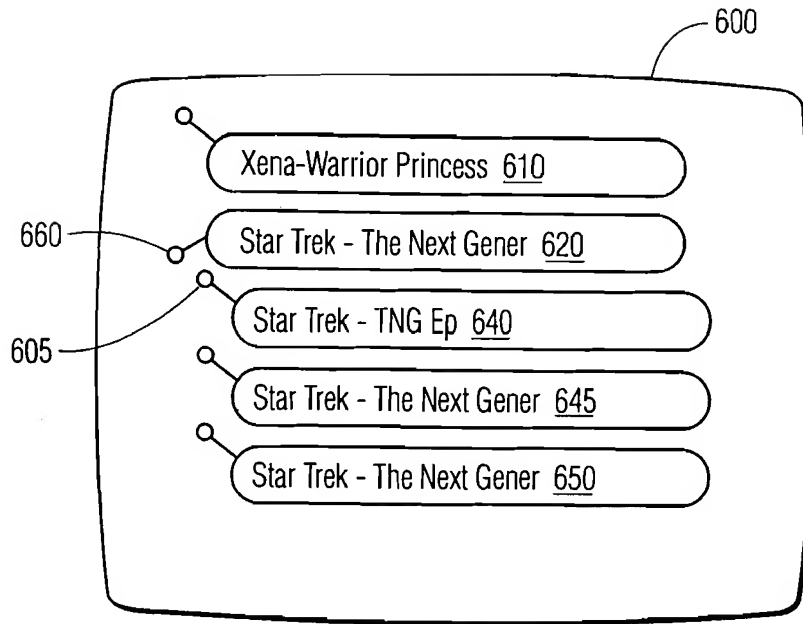 600
Xena-Warrior Princess 610
660
Star Trek - The Next Gener 620
605
Star Trek - TNG Ep 640
Star Trek - The Next Gener 645
Star Trek - The Next Gener 650